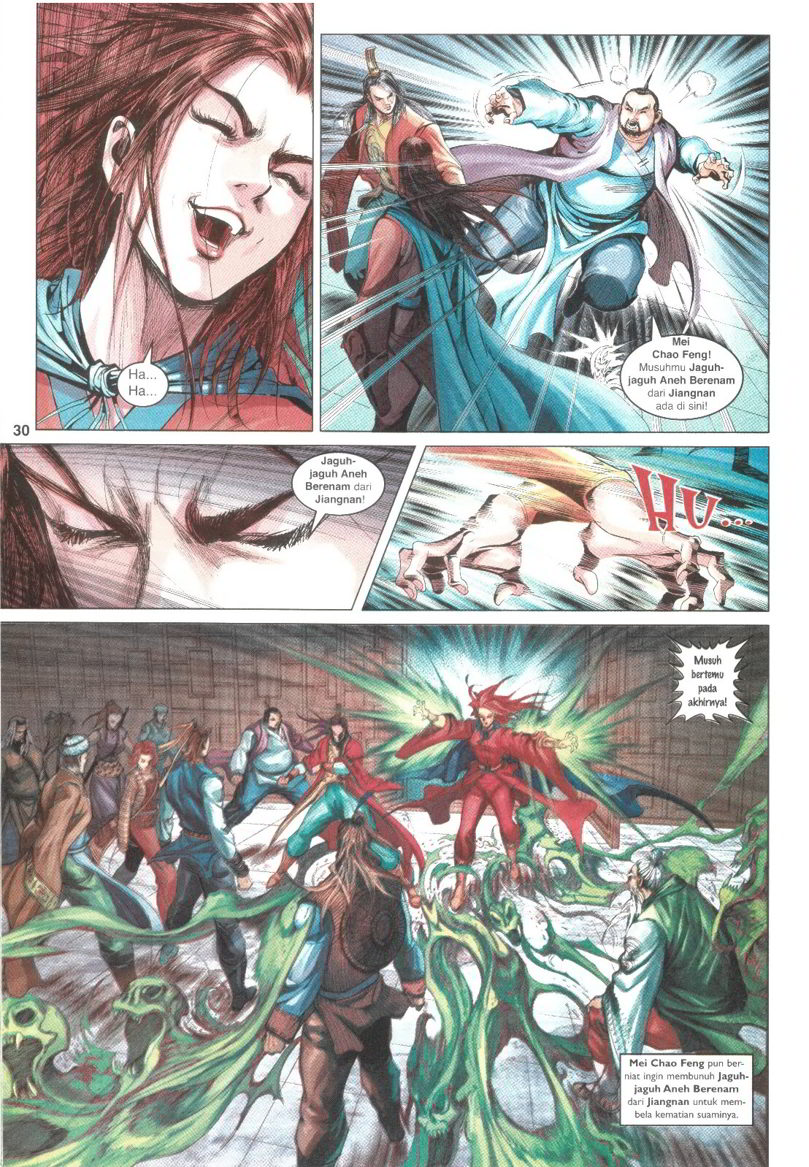 Ha...
Ha...
Mei
Chao Feng!
Musuhmu Jaguh-
jaguh Aneh Berenam
dari Jiangnan
ada di sini!
30
Jaguh-
jaguh Aneh
Berenam dari
Jiangnan!
HU...
Musuh
bertemu
pada
akhirnya!
Mei Chao Feng pun ber-
niat ingin membunuh Jaguh-
jaguh Aneh Berenam
dari Jiangnan untuk mem-
bela kematian suaminya.